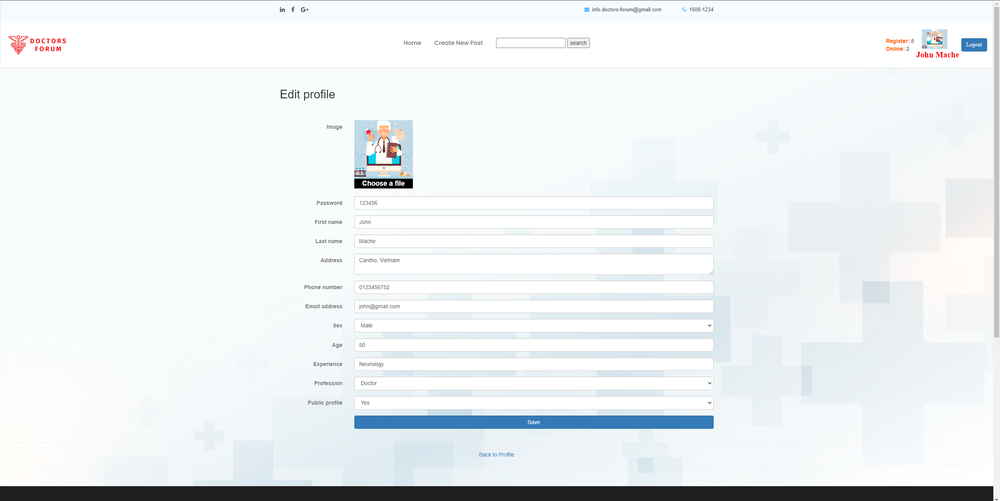 in f G+
info.doctors-forum@gmail.com
1600-1234
DOCTORS
FORUM
Home
Create New Post
search
Register: 8
Online: 2
John Mache
Logout
Edit profile
Image
Choose a file
Password
123456
First name
John
Last name
Mache
Address
Cantho, Vietnam
Phone number
0123456752
Email address
john@gmail.com
Sex
Male
Age
50
Experience
Neurology
Profession
Doctor
Public profile
Yes
Save
Back to Profile